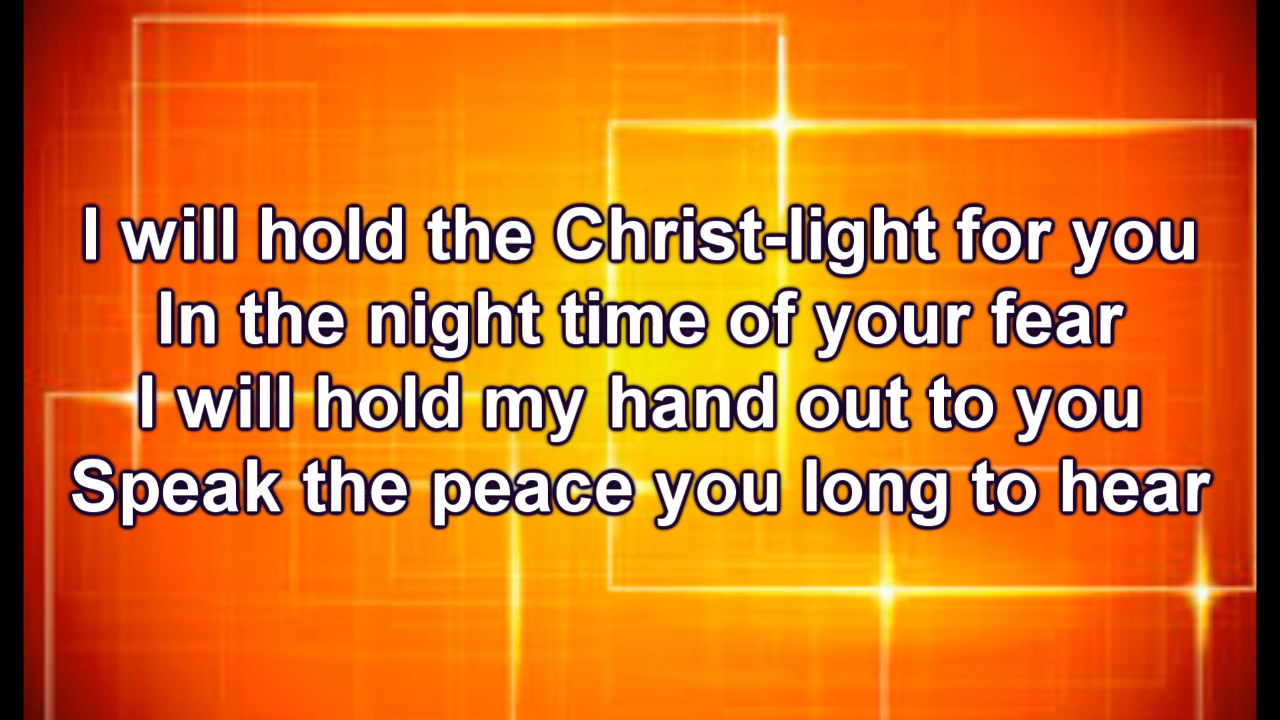 I will hold the Christ-light for you
In the night time of your fear
I will hold my hand out to you
Speak the peace you long to hear